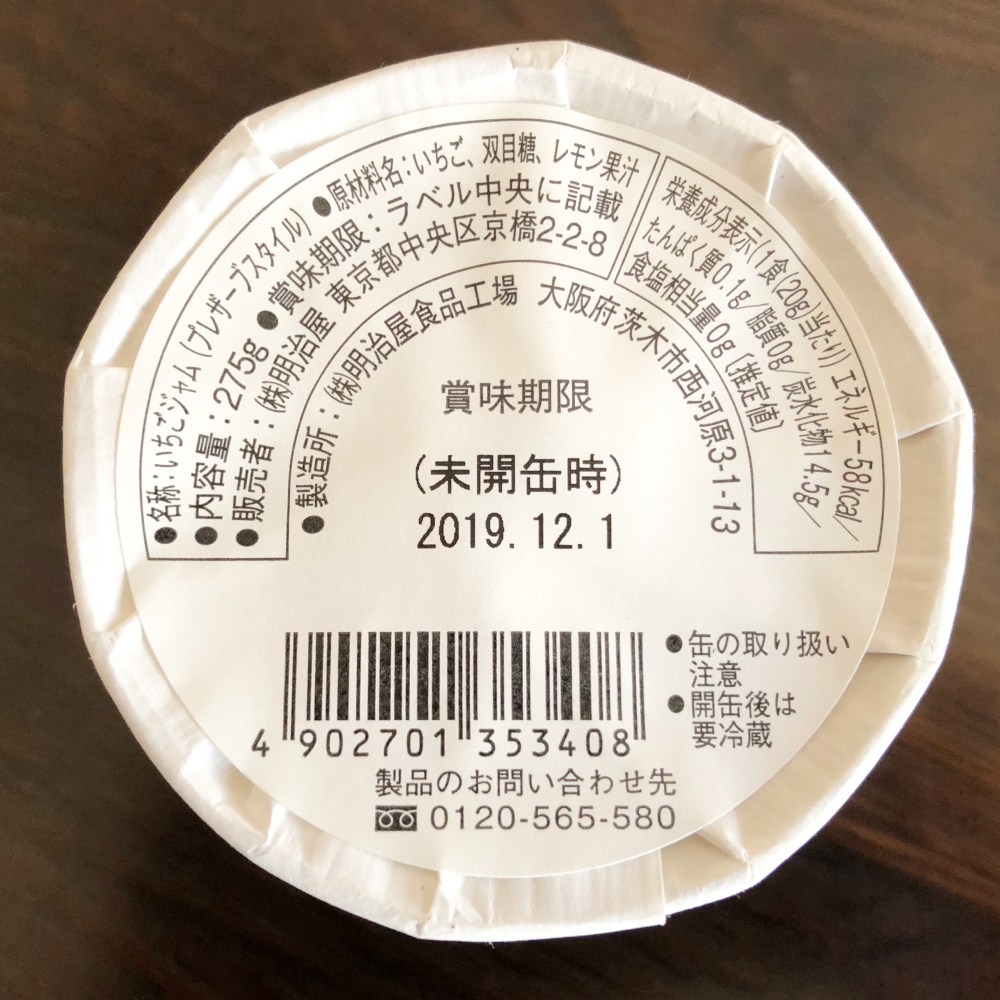 ●名称：いちごジャム（プレザーブスタイル）●原材料名：いちご、双目糖、レモン果汁
●内容量：275g●賞味期限：ラベル中央に記載
●販売者：㈱明治屋 東京都中央区京橋2-2-8
●製造所：㈱明治屋食品工場 大阪府茨木市西河原3-1-13
栄養成分表示(1食(20g)当たり) エネルギー58kcal/
たんぱく質0.1g/脂質0g/炭水化物14.5g/
食塩相当量0g（推定値）
賞味期限
(未開缶時)
2019.12.1
4 902701 353408
●缶の取り扱い
注意
●開缶後は
要冷蔵
製品のお問い合わせ先
0120-565-580